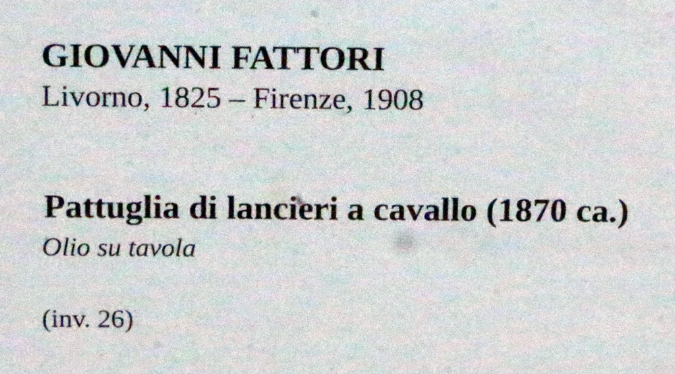 GIOVANNI FATTORI
Livorno, 1825 – Firenze, 1908
Pattuglia di lancieri a cavallo (1870 ca.)
Olio su tavola
(inv. 26)